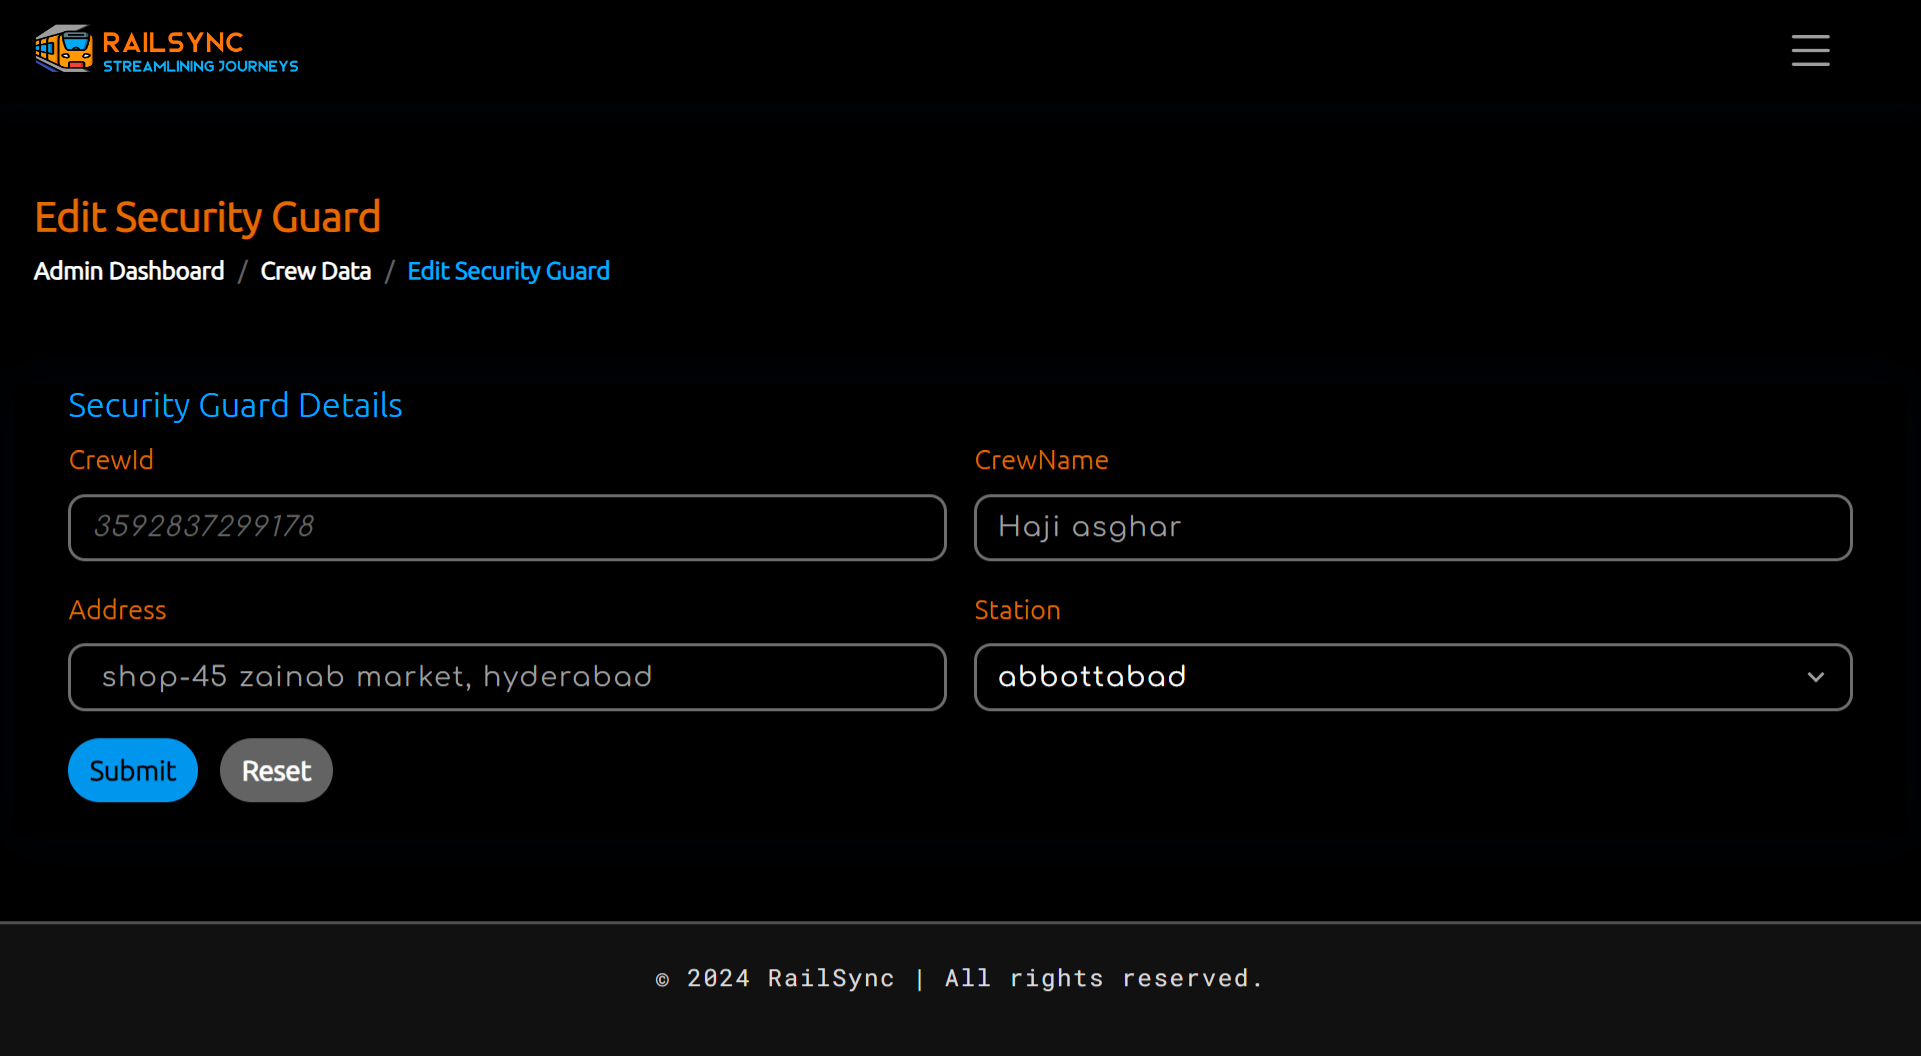 RAILSYNC
STREAMLINING JOURNEYS
Edit Security Guard
Admin Dashboard / Crew Data / Edit Security Guard
Security Guard Details
CrewId
CrewName
3592837299178
Haji asghar
Address
Station
shop-45 zainab market, hyderabad
abbottabad
Submit
Reset
© 2024 RailSync | All rights reserved.